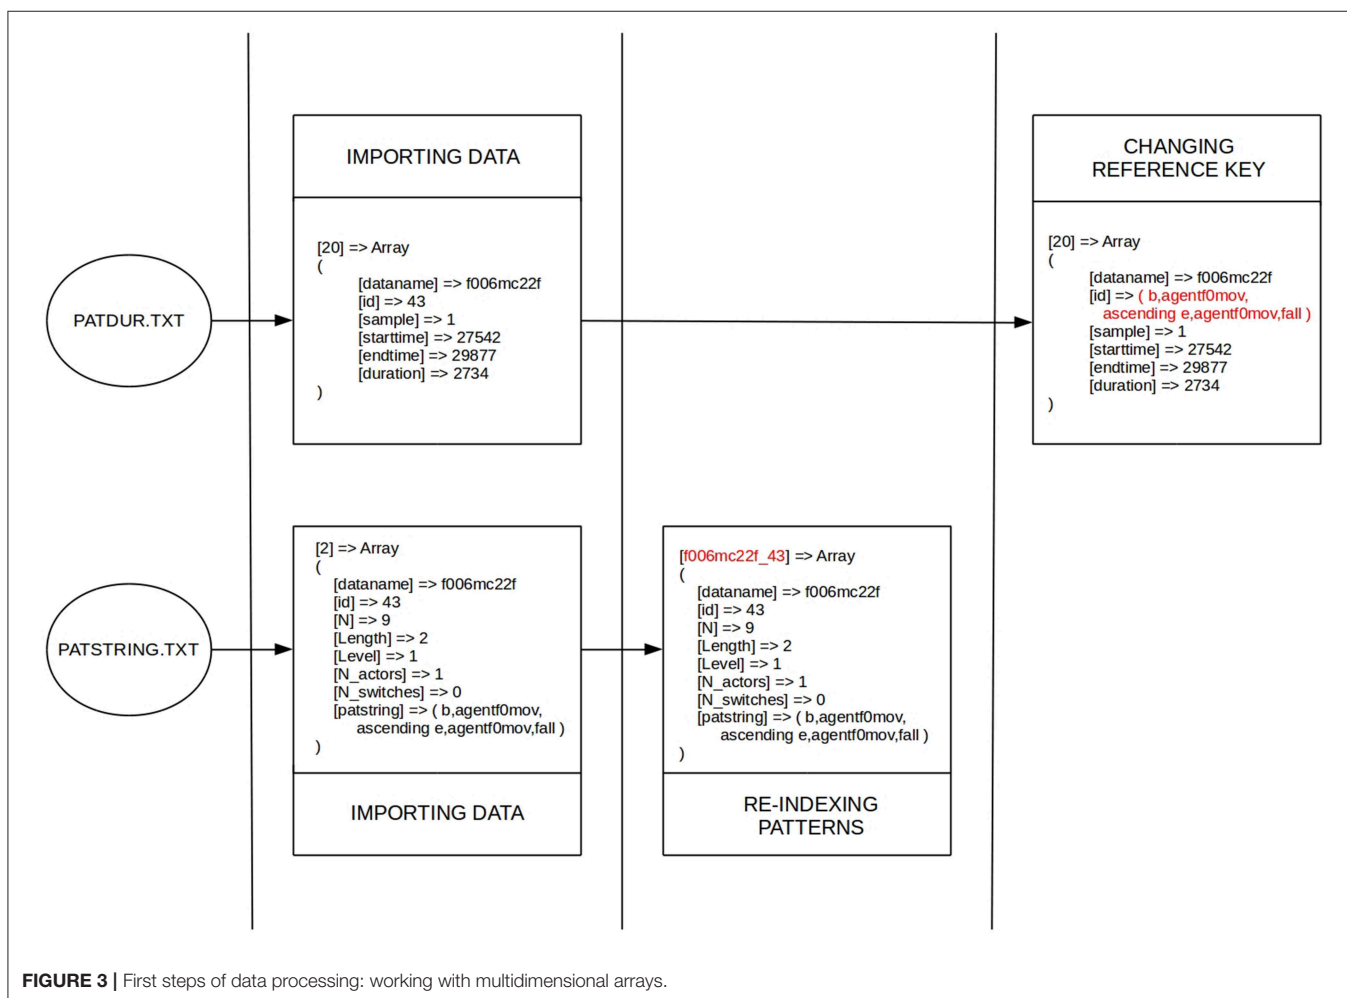 PATDUR.TXT
IMPORTING DATA
[20] => Array
(
[dataname] => f006mc22f
[id] => 43
[sample] => 1
[starttime] => 27542
[endtime] => 29877
[duration] => 2734
)
CHANGING
REFERENCE KEY
[20] => Array
(
[dataname] => f006mc22f
[id] => ( b,agentf0mov,
ascending e,agentf0mov,fall )
[sample] => 1
[starttime] => 27542
[endtime] => 29877
[duration] => 2734
)
PATSTRING.TXT
[2] => Array
(
[dataname] => f006mc22f
[id] => 43
[N] => 9
[Length] => 2
[Level] => 1
[N_actors] => 1
[N_switches] => 0
[patstring] => ( b,agentf0mov,
ascending e,agentf0mov,fall )
)
IMPORTING DATA
[f006mc22f_43] => Array
(
[dataname] => f006mc22f
[id] => 43
[N] => 9
[Length] => 2
[Level] => 1
[N_actors] => 1
[N_switches] => 0
[patstring] => ( b,agentf0mov,
ascending e,agentf0mov,fall )
)
RE-INDEXING
PATTERNS
FIGURE 3 | First steps of data processing: working with multidimensional arrays.